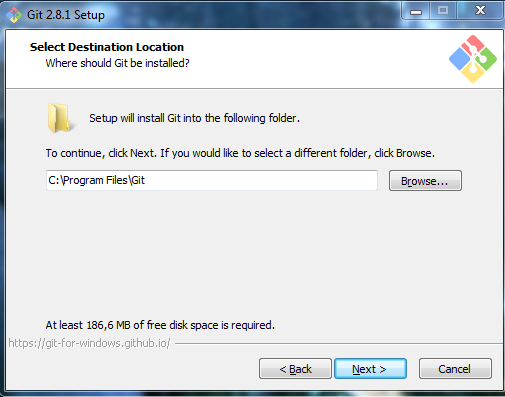 Git 2.8.1 Setup
Select Destination Location
Where should Git be installed?
Setup will install Git into the following folder.
To continue, click Next. If you would like to select a different folder, click Browse.
C:\Program Files\Git
Browse...
At least 186,6 MB of free disk space is required.
https://git-for-windows.github.io/
< Back
Next >
Cancel